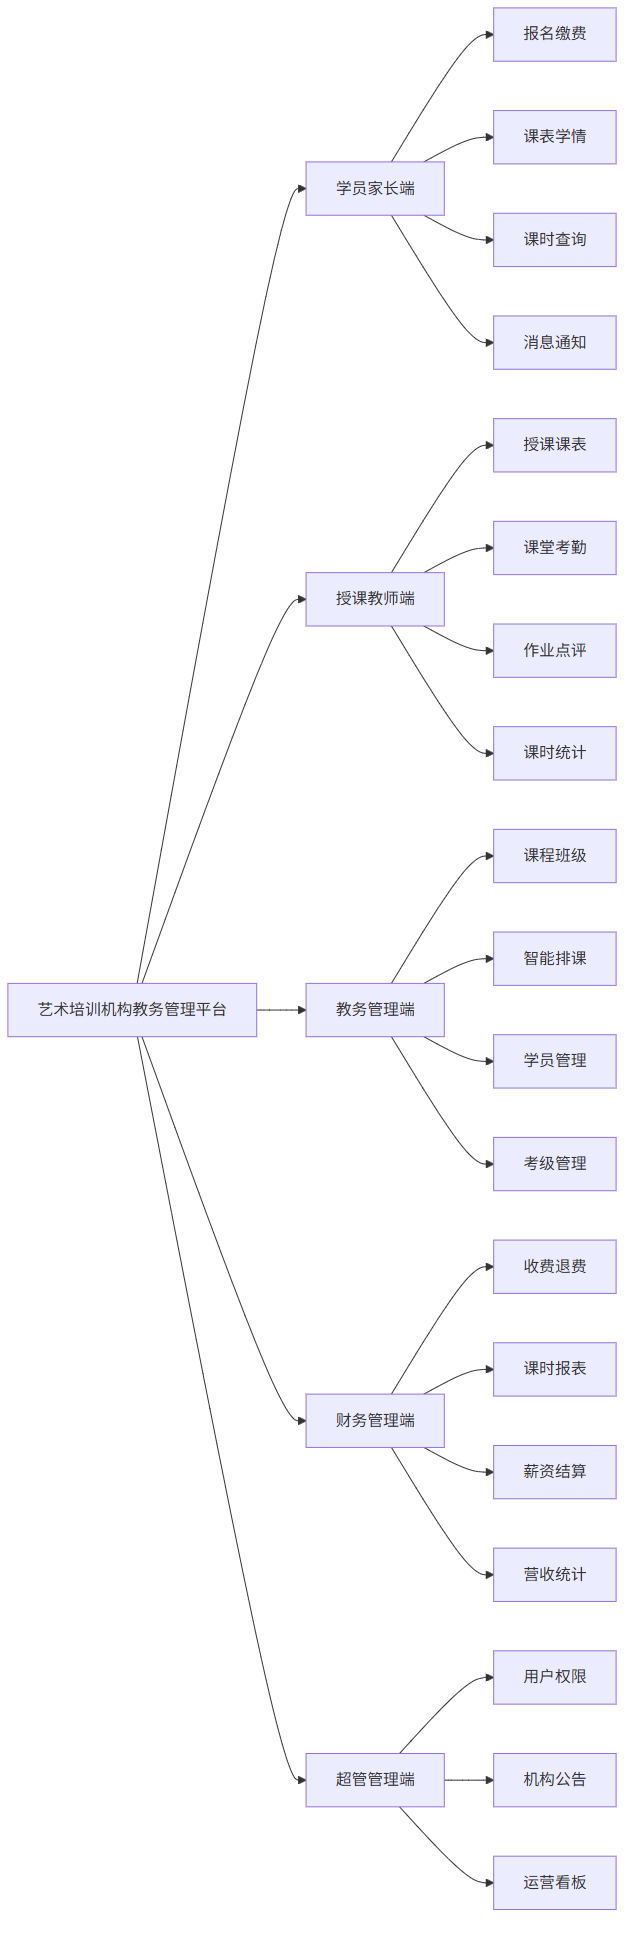 艺术培训机构教务管理平台
学员家长端
报名缴费
课表学情
课时查询
消息通知
授课教师端
授课课表
课堂考勤
作业点评
课时统计
教务管理端
课程班级
智能排课
学员管理
考级管理
财务管理端
收费退费
课时报表
薪资结算
营收统计
超管管理端
用户权限
机构公告
运营看板